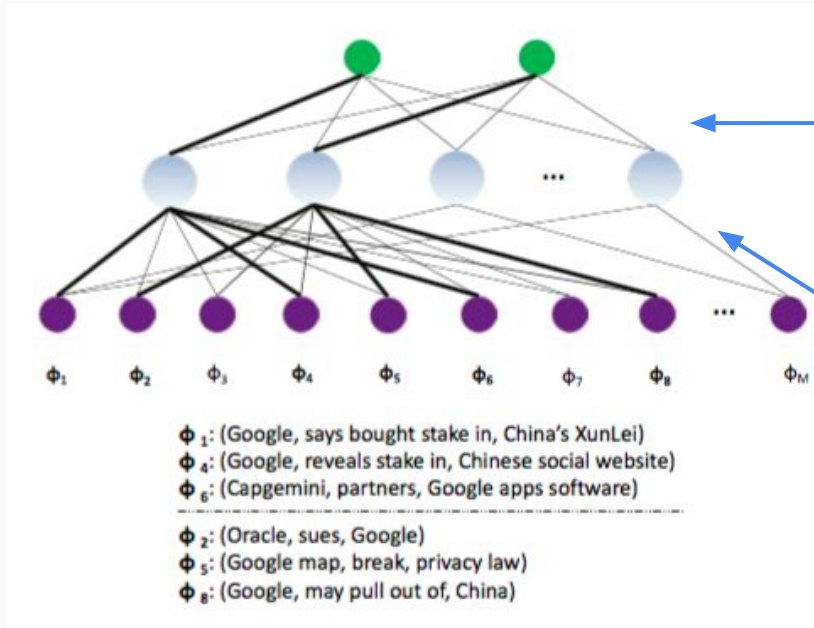 ...
Φ1 Φ2 Φ3 Φ4 Φ5 Φ6 Φ7 Φ8 ... ΦM
Φ 1: (Google, says bought stake in, China's XunLei)
Φ 4: (Google, reveals stake in, Chinese social website)
Φ 6: (Capgemini, partners, Google apps software)
Φ 2: (Oracle, sues, Google)
Φ 5: (Google map, break, privacy law)
Φ 8: (Google, may pull out of, China)